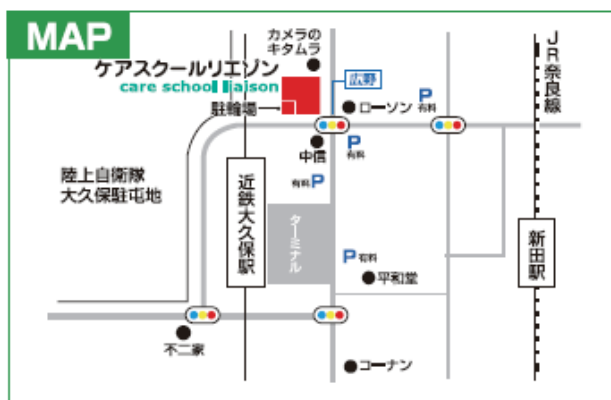 MAP
カメラの
キタムラ
ケアスクールリエゾン
care school liaison
駐輪場
広野
ローソン
P
有料
JR奈良線
中信
P
有料
有料P
陸上自衛隊
大久保駐屯地
近鉄大久保駅
ターミナル
新田駅
P有料
平和堂
不二家
コーナン